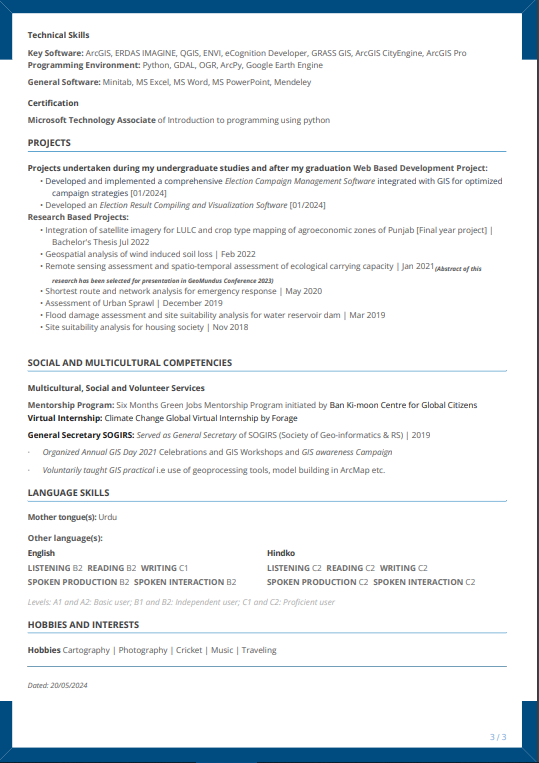 Technical Skills
Key Software: ArcGIS, ERDAS IMAGINE, QGIS, ENVI, eCognition Developer, GRASS GIS, ArcGIS CityEngine, ArcGIS Pro
Programming Environment: Python, GDAL, OGR, ArcPy, Google Earth Engine
General Software: Minitab, MS Excel, MS Word, MS PowerPoint, Mendeley
Certification
Microsoft Technology Associate of Introduction to programming using python
PROJECTS
Projects undertaken during my undergraduate studies and after my graduation Web Based Development Project:
• Developed and implemented a comprehensive Election Campaign Management Software integrated with GIS for optimized
campaign strategies [01/2024]
• Developed an Election Result Compiling and Visualization Software [01/2024]
Research Based Projects:
• Integration of satellite imagery for LULC and crop type mapping of agroeconomic zones of Punjab [Final year project] |
Bachelor's Thesis Jul 2022
• Geospatial analysis of wind induced soil loss | Feb 2022
• Remote sensing assessment and spatio-temporal assessment of ecological carrying capacity | Jan 2021(Abstract of this
research has been selected for presentation in GeoMundus Conference 2023)
• Shortest route and network analysis for emergency response | May 2020
• Assessment of Urban Sprawl | December 2019
• Flood damage assessment and site suitability analysis for water reservoir dam | Mar 2019
• Site suitability analysis for housing society | Nov 2018
SOCIAL AND MULTICULTURAL COMPETENCIES
Multicultural, Social and Volunteer Services
Mentorship Program: Six Months Green Jobs Mentorship Program initiated by Ban Ki-moon Centre for Global Citizens
Virtual Internship: Climate Change Global Virtual Internship by Forage
General Secretary SOGIRS: Served as General Secretary of SOGIRS (Society of Geo-informatics & RS) | 2019
· Organized Annual GIS Day 2021 Celebrations and GIS Workshops and GIS awareness Campaign
· Voluntarily taught GIS practical i.e use of geoprocessing tools, model building in ArcMap etc.
LANGUAGE SKILLS
Mother tongue(s): Urdu
Other language(s):
English Hindko
LISTENING B2 READING B2 WRITING C1 LISTENING C2 READING C2 WRITING C2
SPOKEN PRODUCTION B2 SPOKEN INTERACTION B2 SPOKEN PRODUCTION C2 SPOKEN INTERACTION C2
Levels: A1 and A2: Basic user; B1 and B2: Independent user; C1 and C2: Proficient user
HOBBIES AND INTERESTS
Hobbies Cartography | Photography | Cricket | Music | Traveling
Dated: 20/05/2024
3 / 3